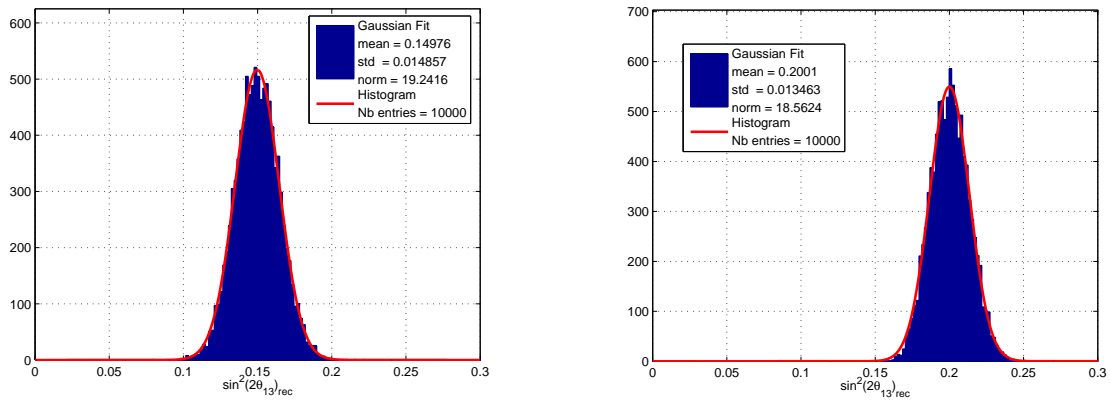 600
500
400
300
200
100
0
0 0.05 0.1 0.15 0.2 0.25 0.3
sin²(2θ₁₃)rec
Gaussian Fit
mean = 0.14976
std = 0.014857
norm = 19.2416
Histogram
Nb entries = 10000
700
600
500
400
300
200
100
0
0 0.05 0.1 0.15 0.2 0.25 0.3
sin²(2θ₁₃)rec
Gaussian Fit
mean = 0.2001
std = 0.013463
norm = 18.5624
Histogram
Nb entries = 10000